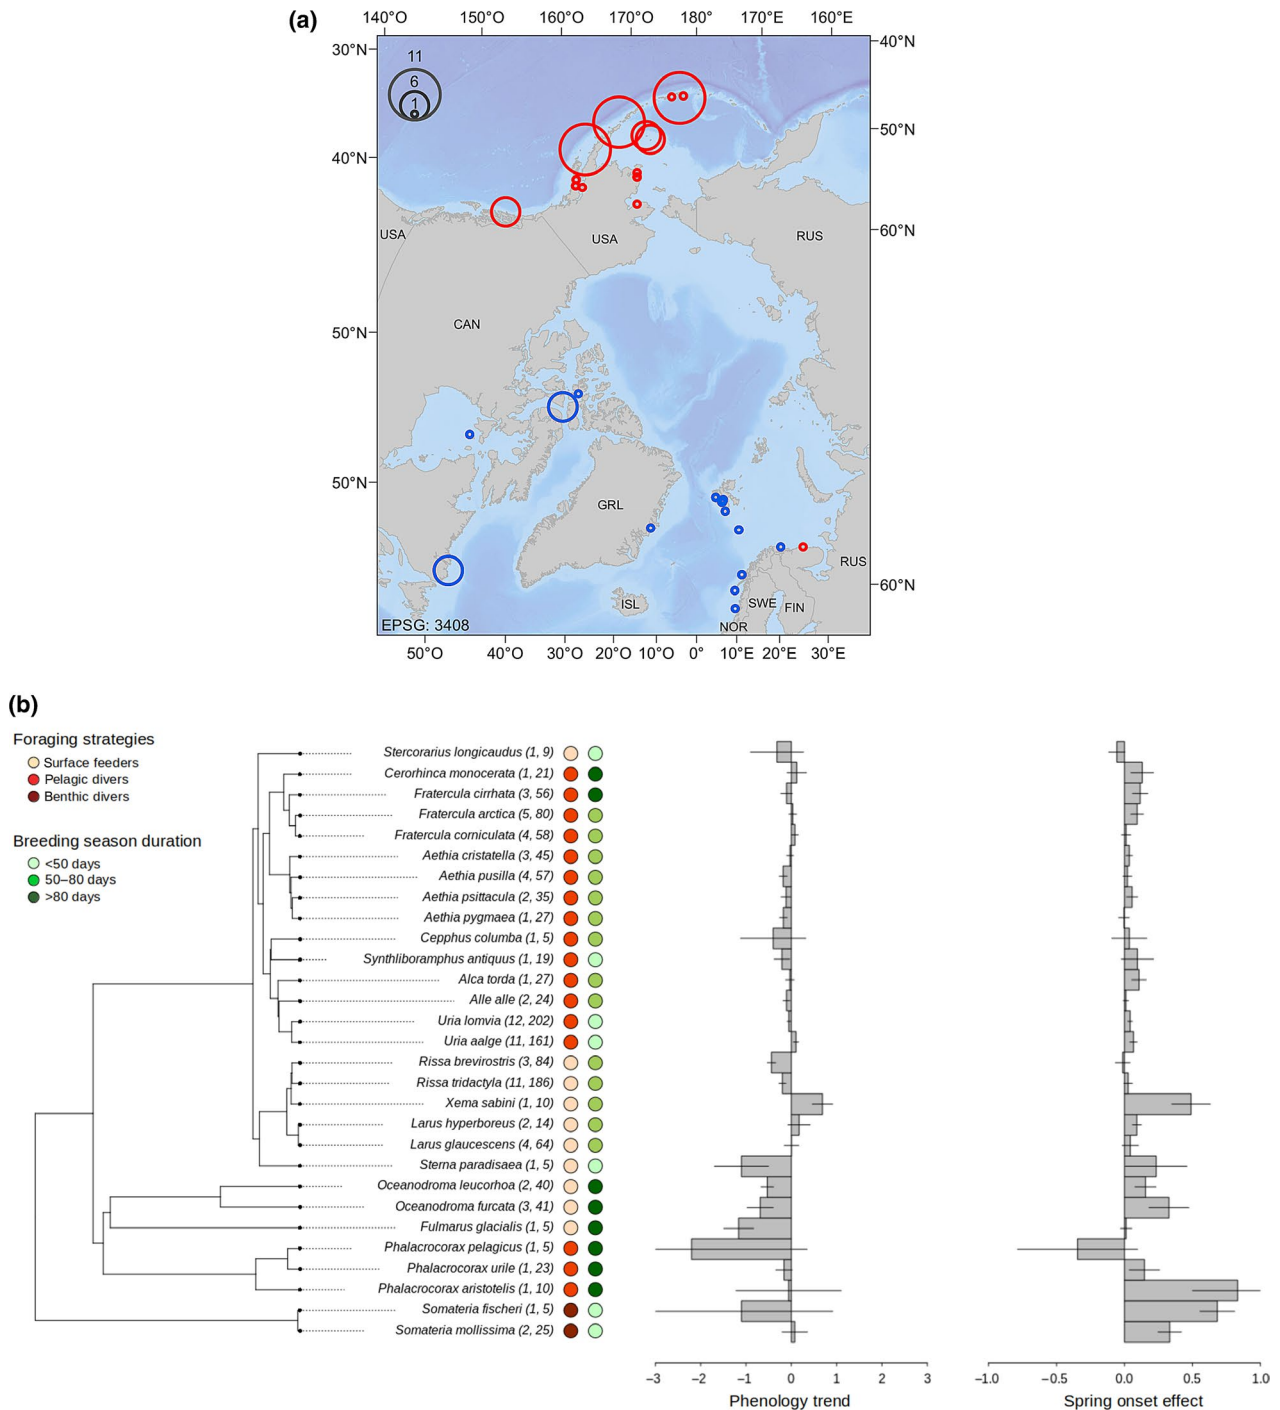 (a)
140°O 150°O 160°O 170°O 180° 170°E 160°E
30°N 40°N
11
6
1
50°N
40°N
USA USA RUS 60°N
CAN
50°N
50°N
GRL
RUS
60°N
ISL SWE FIN
EPSG: 3408 NOR
50°O 40°O 30°O 20°O 10°O 0° 10°E 20°E 30°E
(b)
Foraging strategies
Surface feeders
Pelagic divers
Benthic divers
Breeding season duration
<50 days
50–80 days
>80 days
Stercorarius longicaudus (1, 9)
Cerorhinca monocerata (1, 21)
Fratercula cirrhata (3, 56)
Fratercula arctica (5, 80)
Fratercula corniculata (4, 58)
Aethia cristatella (3, 45)
Aethia pusilla (4, 57)
Aethia psittacula (2, 35)
Aethia pygmaea (1, 27)
Cepphus columba (1, 5)
Synthliboramphus antiquus (1, 19)
Alca torda (1, 27)
Alle alle (2, 24)
Uria lomvia (12, 202)
Uria aalge (11, 161)
Rissa brevirostris (3, 84)
Rissa tridactyla (11, 186)
Xema sabini (1, 10)
Larus hyperboreus (2, 14)
Larus glaucescens (4, 64)
Sterna paradisaea (1, 5)
Oceanodroma leucorhoa (2, 40)
Oceanodroma furcata (3, 41)
Fulmarus glacialis (1, 5)
Phalacrocorax pelagicus (1, 5)
Phalacrocorax urile (1, 23)
Phalacrocorax aristotelis (1, 10)
Somateria fischeri (1, 5)
Somateria mollissima (2, 25)
−3 −2 −1 0 1 2 3
Phenology trend
−1.0 −0.5 0.0 0.5 1.0
Spring onset effect